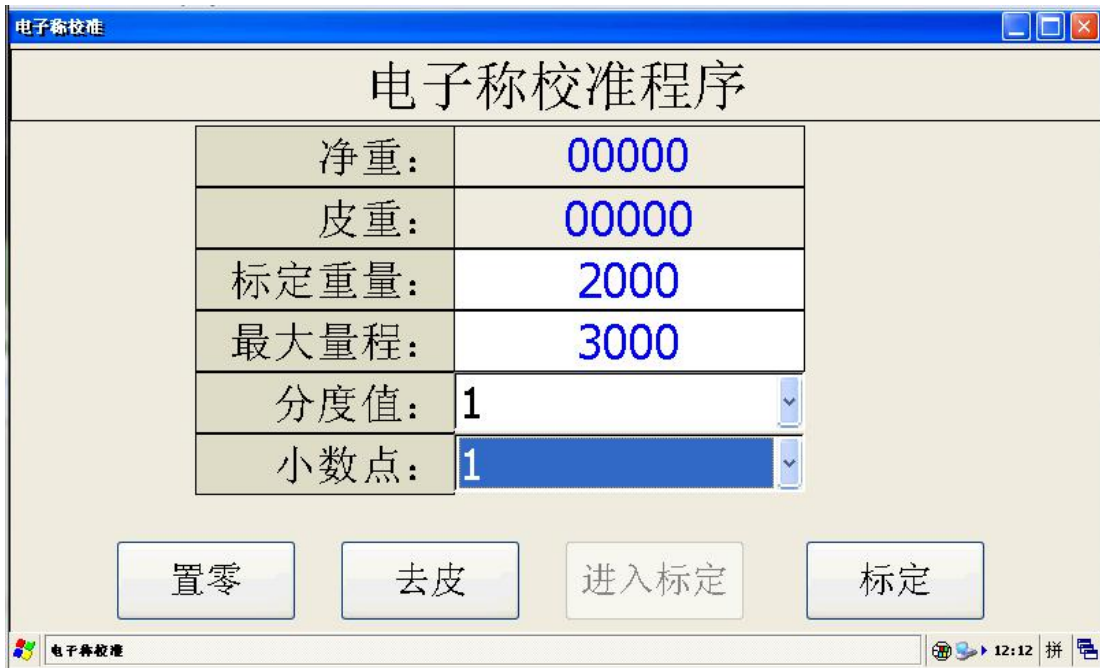 电子称校准
电子称校准程序
净重： 00000
皮重： 00000
标定重量： 2000
最大量程： 3000
分度值： 1
小数点： 1
置零 去皮 进入标定 标定
电子称校准 12:12 拼